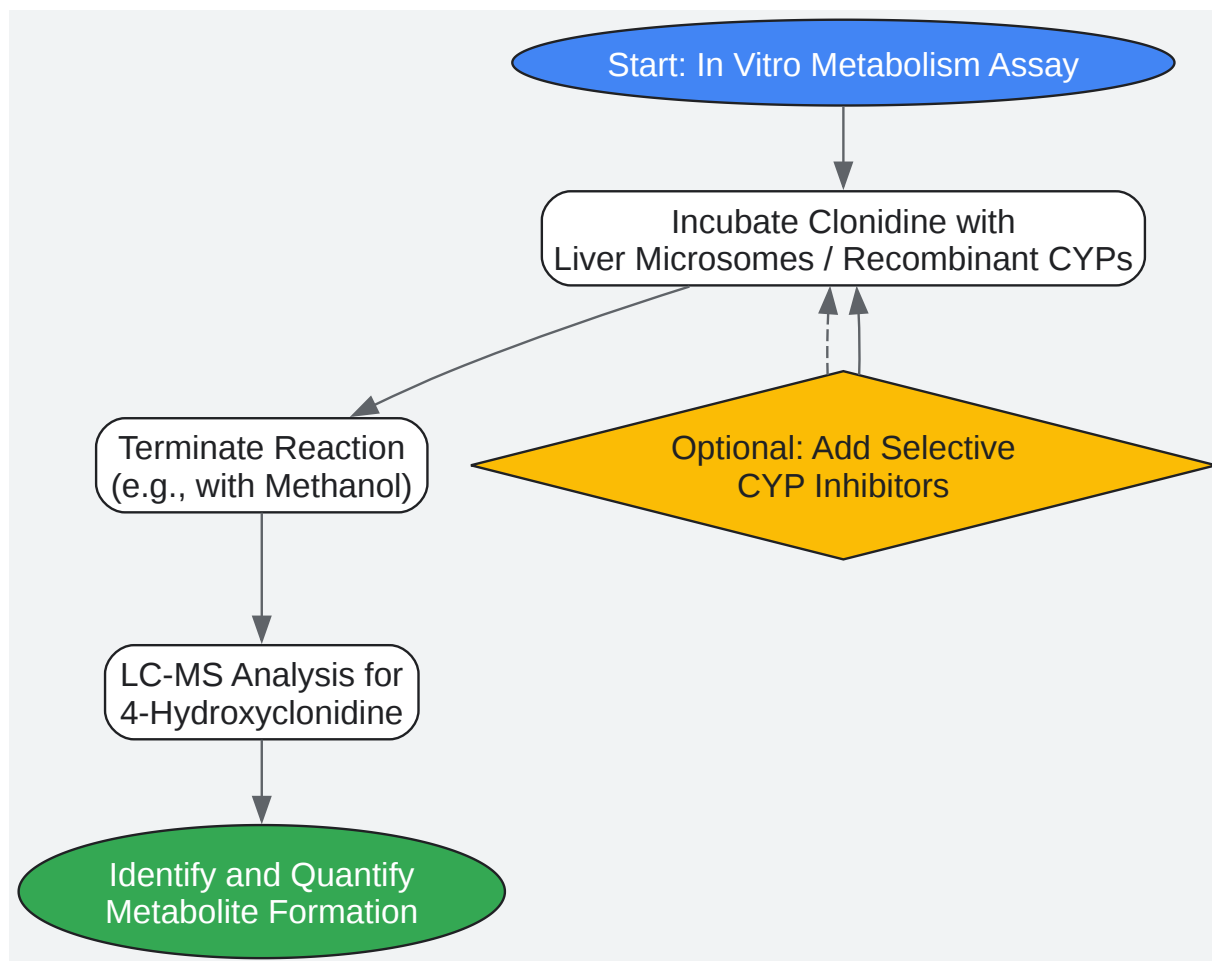 Start: In Vitro Metabolism Assay
Incubate Clonidine with
Liver Microsomes / Recombinant CYPs
Terminate Reaction
(e.g., with Methanol)
Optional: Add Selective
CYP Inhibitors
LC-MS Analysis for
4-Hydroxyclonidine
Identify and Quantify
Metabolite Formation